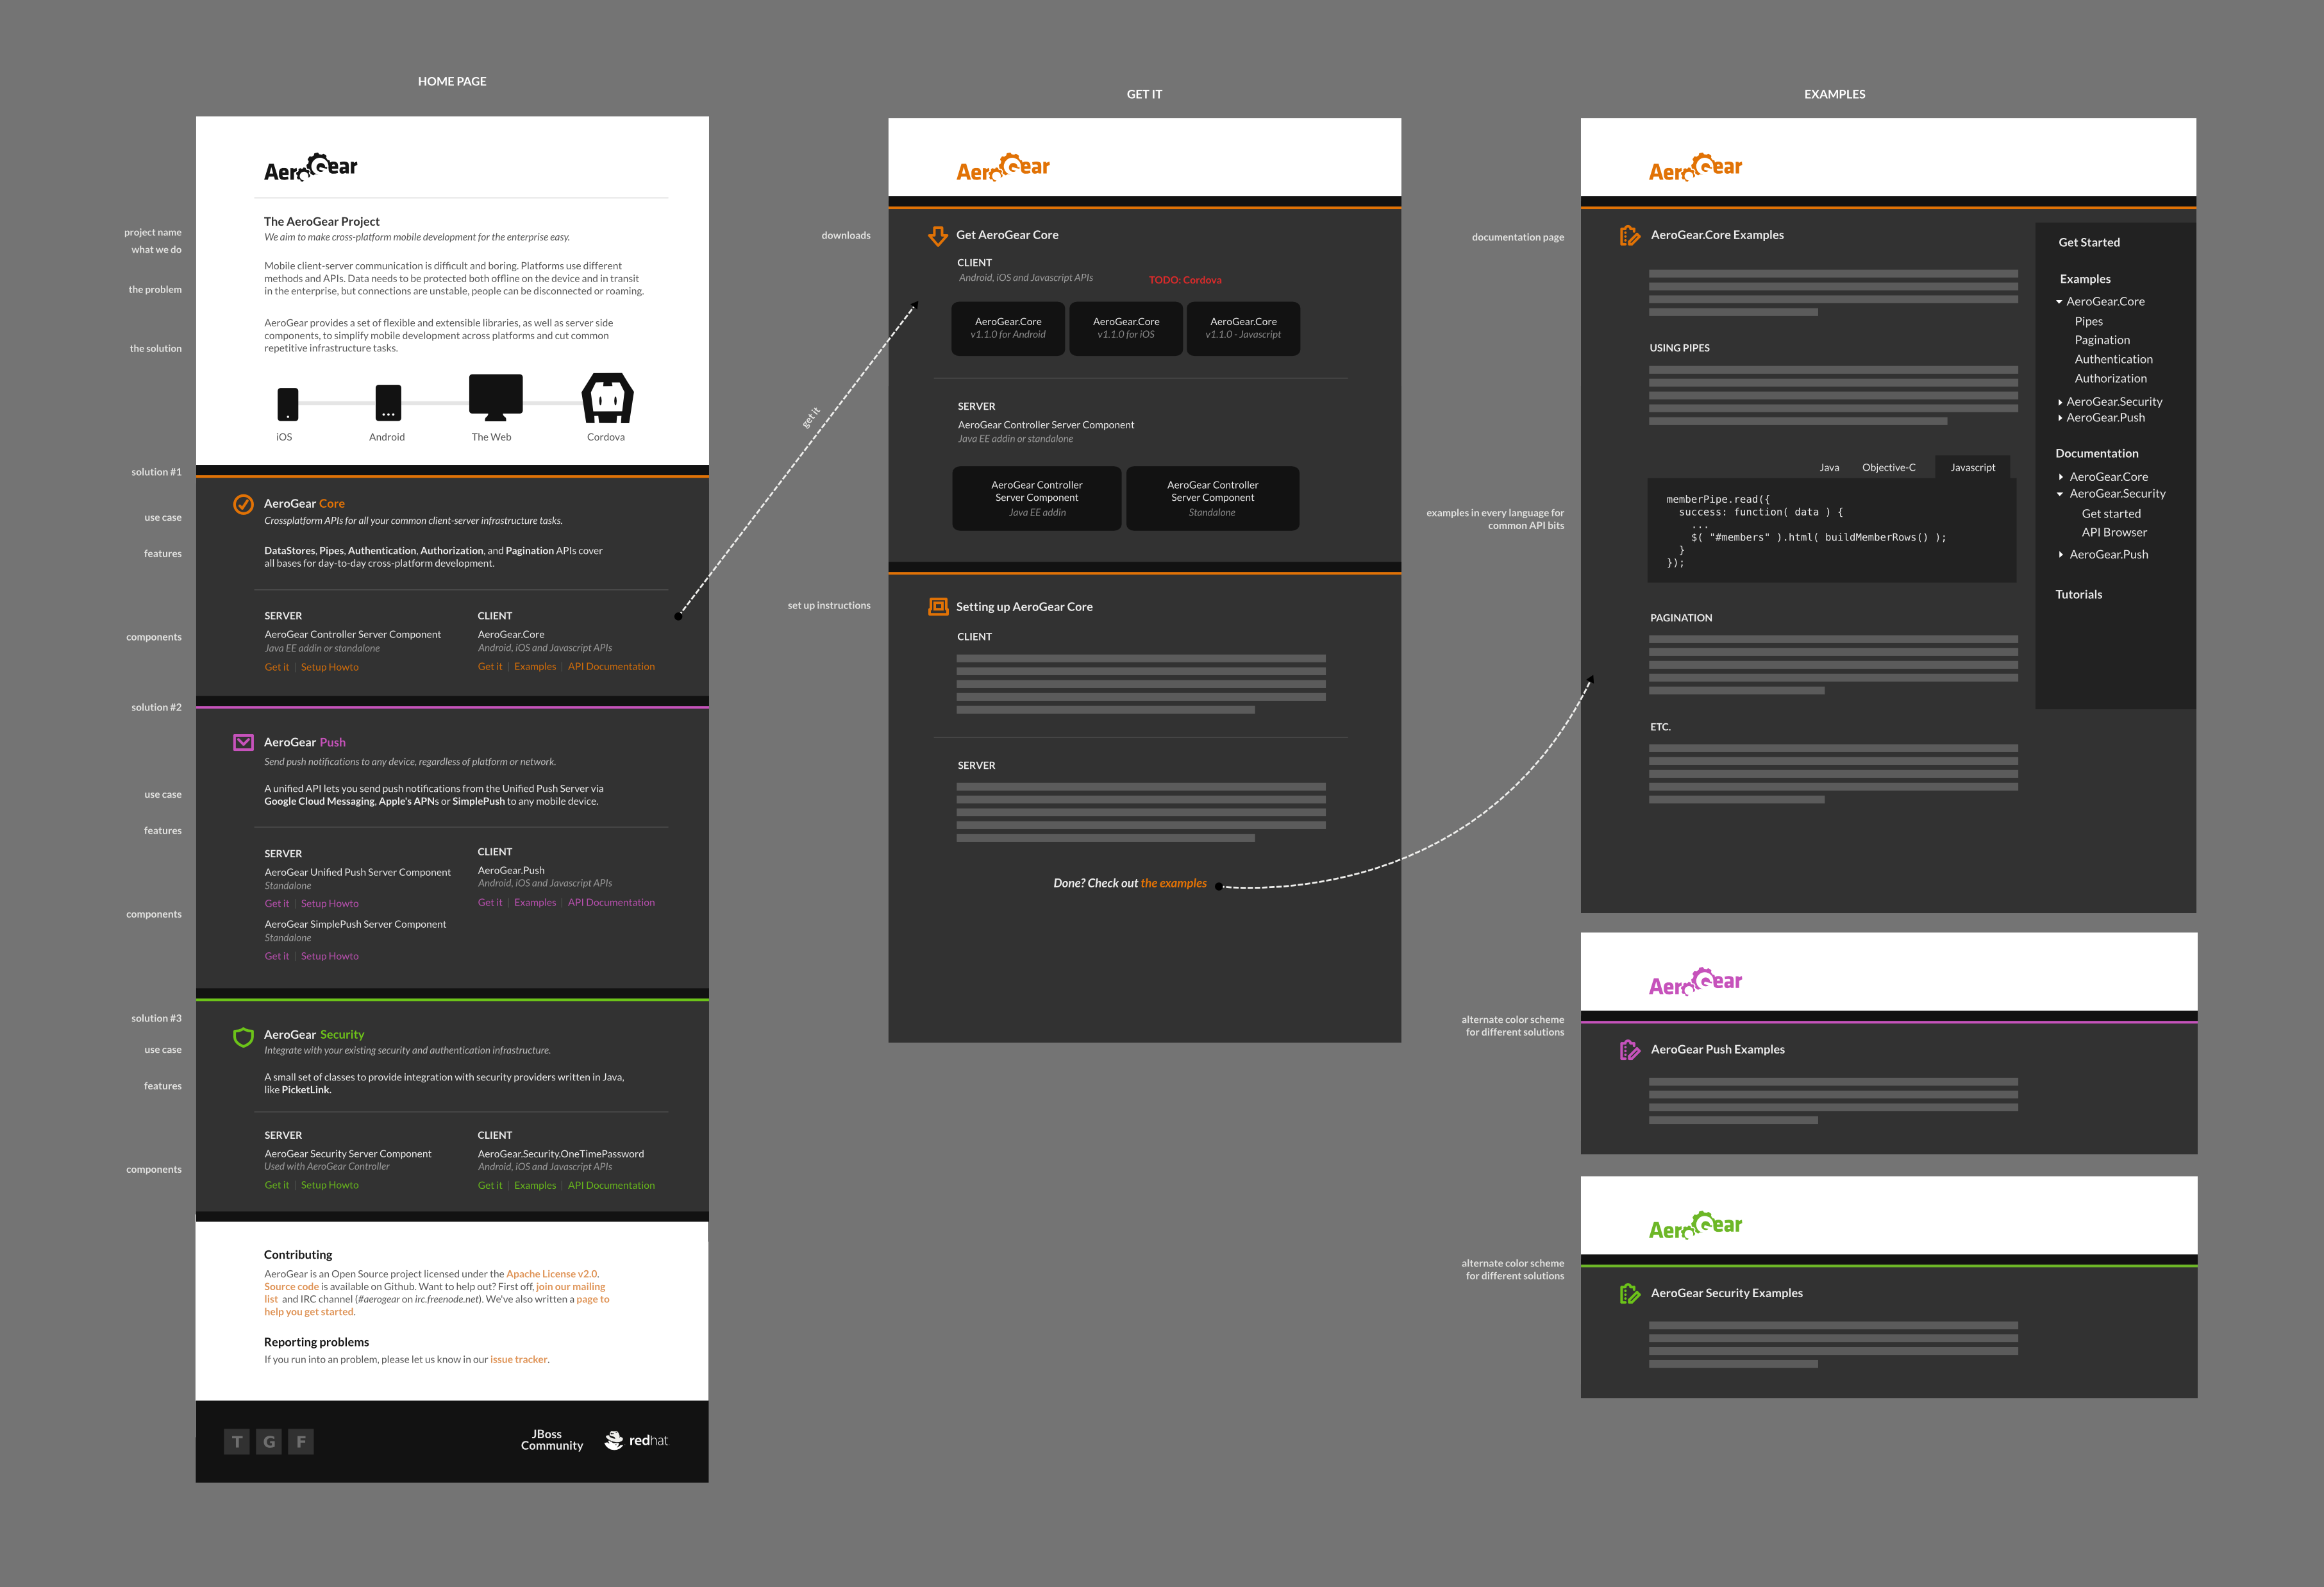 HOME PAGE
AeroGear
project name
what we do
the problem
the solution
The AeroGear Project
We aim to make cross-platform mobile development for the enterprise easy.
Mobile client-server communication is difficult and boring. Platforms use different
methods and APIs. Data needs to be protected both offline on the device and in transit
in the enterprise, but connections are unstable, people can be disconnected or roaming.
AeroGear provides a set of flexible and extensible libraries, as well as server side
components, to simplify mobile development across platforms and cut common
repetitive infrastructure tasks.
iOS
Android
The Web
Cordova
solution #1
use case
features
components
AeroGear Core
Crossplatform APIs for all your common client-server infrastructure tasks.
DataStores, Pipes, Authentication, Authorization, and Pagination APIs cover
all bases for day-to-day cross-platform development.
SERVER
AeroGear Controller Server Component
Java EE addin or standalone
Get it | Setup Howto
CLIENT
AeroGear.Core
Android, iOS and Javascript APIs
Get it | Examples | API Documentation
solution #2
use case
features
components
AeroGear Push
Send push notifications to any device, regardless of platform or network.
A unified API lets you send push notifications from the Unified Push Server via
Google Cloud Messaging, Apple's APNs or SimplePush to any mobile device.
SERVER
AeroGear Unified Push Server Component
Standalone
Get it | Setup Howto
AeroGear SimplePush Server Component
Standalone
Get it | Setup Howto
CLIENT
AeroGear.Push
Android, iOS and Javascript APIs
Get it | Examples | API Documentation
solution #3
use case
features
components
AeroGear Security
Integrate with your existing security and authentication infrastructure.
A small set of classes to provide integration with security providers written in Java,
like PicketLink.
SERVER
AeroGear Security Server Component
Used with AeroGear Controller
Get it | Setup Howto
CLIENT
AeroGear.Security.OneTimePassword
Android, iOS and Javascript APIs
Get it | Examples | API Documentation
Contributing
AeroGear is an Open Source project licensed under the Apache License v2.0.
Source code is available on Github. Want to help out? First off, join our mailing
list and IRC channel (#aerogear on irc.freenode.net). We've also written a page to
help you get started.
Reporting problems
If you run into an problem, please let us know in our issue tracker.
T G F
JBoss
Community
redhat
get it
GET IT
AeroGear
downloads
Get AeroGear Core
CLIENT
Android, iOS and Javascript APIs
TODO: Cordova
AeroGear.Core
v1.1.0 for Android
AeroGear.Core
v1.1.0 for iOS
AeroGear.Core
v1.1.0 - Javascript
SERVER
AeroGear Controller Server Component
Java EE addin or standalone
AeroGear Controller
Server Component
Java EE addin
AeroGear Controller
Server Component
Standalone
set up instructions
Setting up AeroGear Core
CLIENT
SERVER
Done? Check out the examples
EXAMPLES
AeroGear
documentation page
AeroGear.Core Examples
USING PIPES
examples in every language for
common API bits
Java
Objective-C
Javascript
memberPipe.read({
success: function( data ) {
...
$( "#members" ).html( buildMemberRows() );
}
});
PAGINATION
ETC.
Get Started
Examples
AeroGear.Core
Pipes
Pagination
Authentication
Authorization
AeroGear.Security
AeroGear.Push
Documentation
AeroGear.Core
AeroGear.Security
Get started
API Browser
AeroGear.Push
Tutorials
AeroGear
alternate color scheme
for different solutions
AeroGear Push Examples
AeroGear
alternate color scheme
for different solutions
AeroGear Security Examples